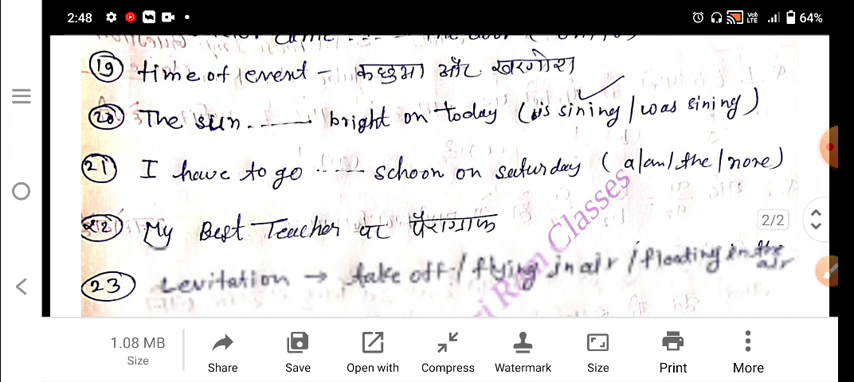 2:48
64%
19 time of event - कछुआ और खरगोश
20 The sun ...... bright on today (is sining / was sining)
21 I have to go ...... schoon on saturday (a/an/the/none)
22 My Best Teacher पर पैराग्राफ
2/2
23 Levitation → take off / flying in air / floating in the air
Ram Classes
1.08 MB
Size
Share
Save
Open with
Compress
Watermark
Size
Print
More